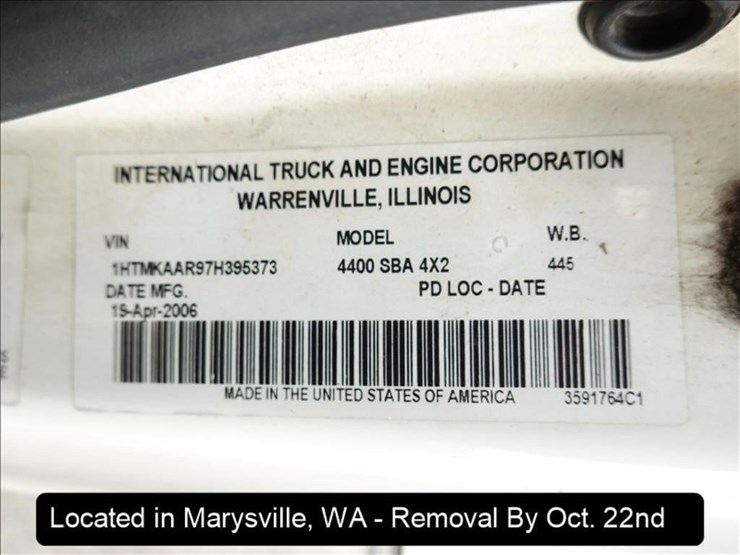 INTERNATIONAL TRUCK AND ENGINE CORPORATION
WARRENVILLE, ILLINOIS
VIN MODEL W.B.
1HTMKAAR97H395373 4400 SBA 4X2 445
DATE MFG. PD LOC - DATE
19-Apr-2006
MADE IN THE UNITED STATES OF AMERICA 3591764C1
Located in Marysville, WA - Removal By Oct. 22nd